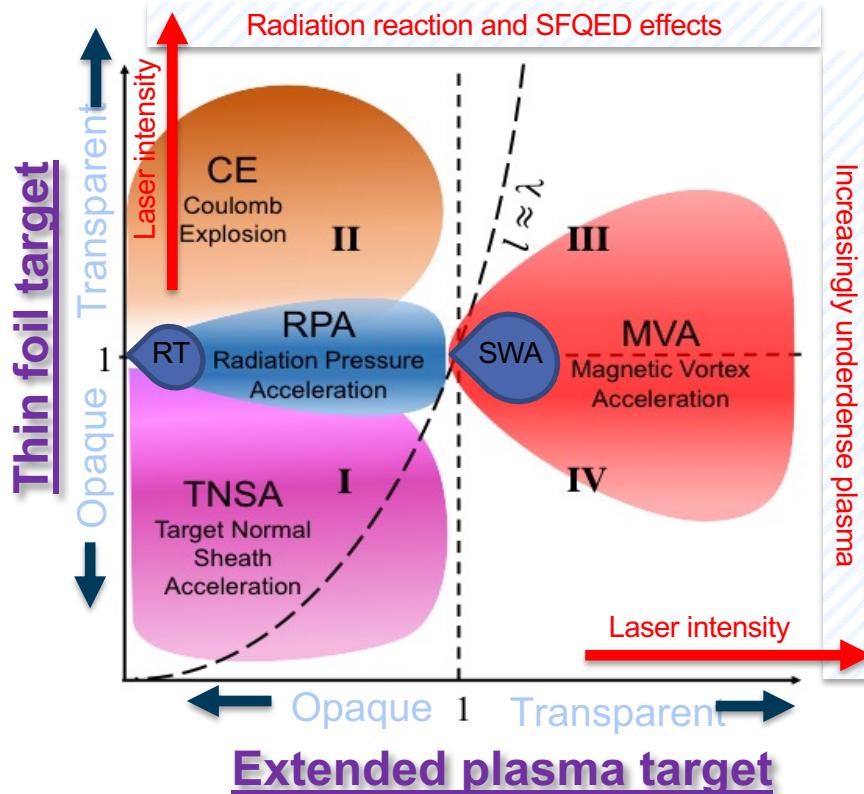 Radiation reaction and SFQED effects
Thin foil target
Transparent
Opaque
Laser intensity
CE
Coulomb
Explosion
II
l ≈ λ
III
1
RT
RPA
Radiation Pressure
Acceleration
SWA
MVA
Magnetic Vortex
Acceleration
I
IV
TNSA
Target Normal
Sheath
Acceleration
Increasingly underdense plasma
Laser intensity
Opaque
1
Transparent
Extended plasma target